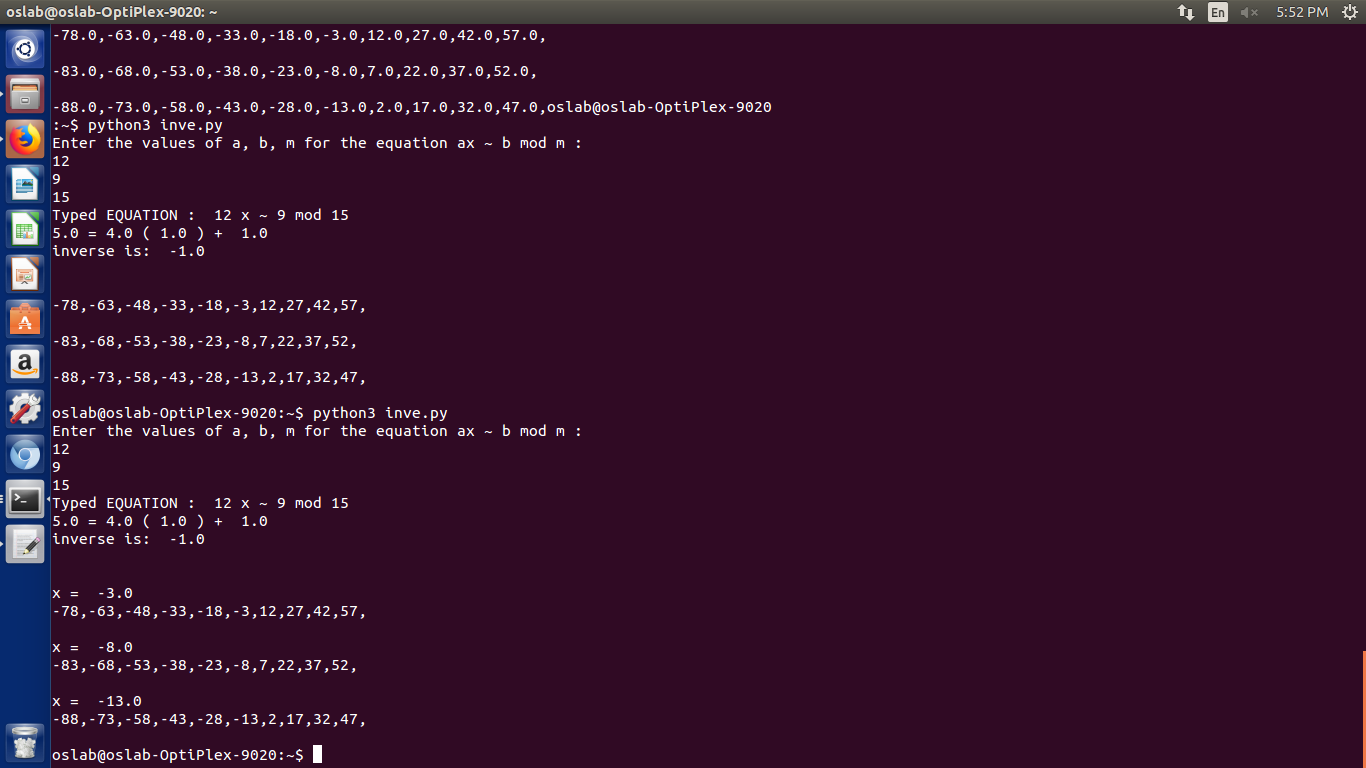 oslab@oslab-OptiPlex-9020: ~
En
5:52 PM
-78.0,-63.0,-48.0,-33.0,-18.0,-3.0,12.0,27.0,42.0,57.0,
-83.0,-68.0,-53.0,-38.0,-23.0,-8.0,7.0,22.0,37.0,52.0,
-88.0,-73.0,-58.0,-43.0,-28.0,-13.0,2.0,17.0,32.0,47.0,oslab@oslab-OptiPlex-9020
:~$ python3 inve.py
Enter the values of a, b, m for the equation ax ~ b mod m :
12
9
15
Typed EQUATION :  12 x ~ 9 mod 15
5.0 = 4.0 ( 1.0 ) +  1.0
inverse is:  -1.0
-78,-63,-48,-33,-18,-3,12,27,42,57,
-83,-68,-53,-38,-23,-8,7,22,37,52,
-88,-73,-58,-43,-28,-13,2,17,32,47,
oslab@oslab-OptiPlex-9020:~$ python3 inve.py
Enter the values of a, b, m for the equation ax ~ b mod m :
12
9
15
Typed EQUATION :  12 x ~ 9 mod 15
5.0 = 4.0 ( 1.0 ) +  1.0
inverse is:  -1.0
x =  -3.0
-78,-63,-48,-33,-18,-3,12,27,42,57,
x =  -8.0
-83,-68,-53,-38,-23,-8,7,22,37,52,
x =  -13.0
-88,-73,-58,-43,-28,-13,2,17,32,47,
oslab@oslab-OptiPlex-9020:~$